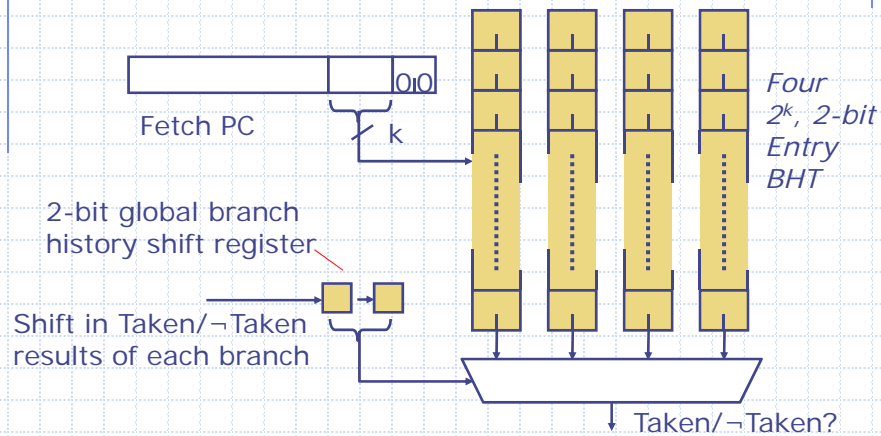 00
Fetch PC
k
Four
2ᵏ, 2-bit
Entry
BHT
2-bit global branch
history shift register
Shift in Taken/¬Taken
results of each branch
Taken/¬Taken?